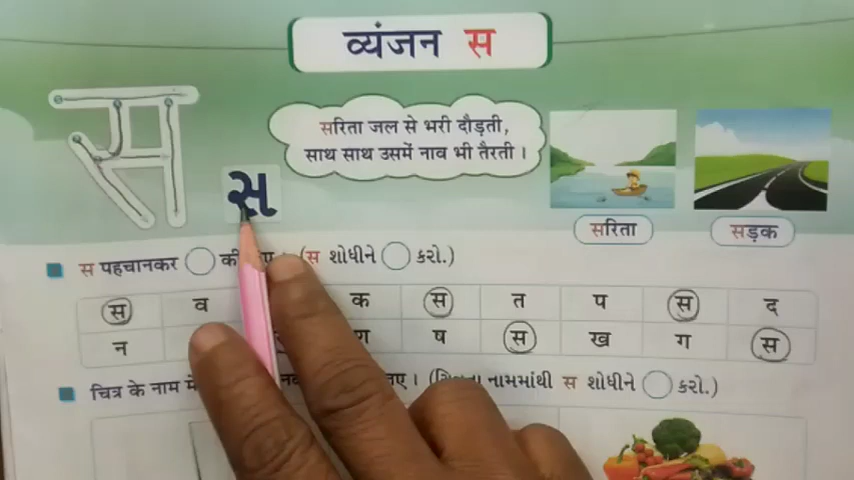 व्यंजन स
स
सरिता जल से भरी दौड़ती,
साथ साथ उसमें नाव भी तैरती ।
સ
सरिता
सड़क
स पहचानकर (स શોધીને કરો.)
स व क स त प स द
न ण ष स ख ग स
चित्र के नाम में નામમાંથી स શોધીને કરો.)